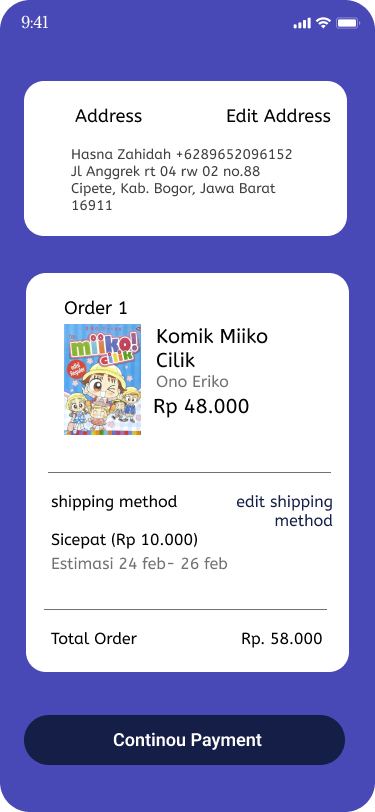 9:41
Address
Edit Address
Hasna Zahidah +6289652096152
Jl Anggrek rt 04 rw 02 no.88
Cipete, Kab. Bogor, Jawa Barat
16911
Order 1
miiko!
cilik
Komik Miiko
Cilik
Ono Eriko
Rp 48.000
shipping method
edit shipping
method
Sicepat (Rp 10.000)
Estimasi 24 feb- 26 feb
Total Order
Rp. 58.000
Continou Payment